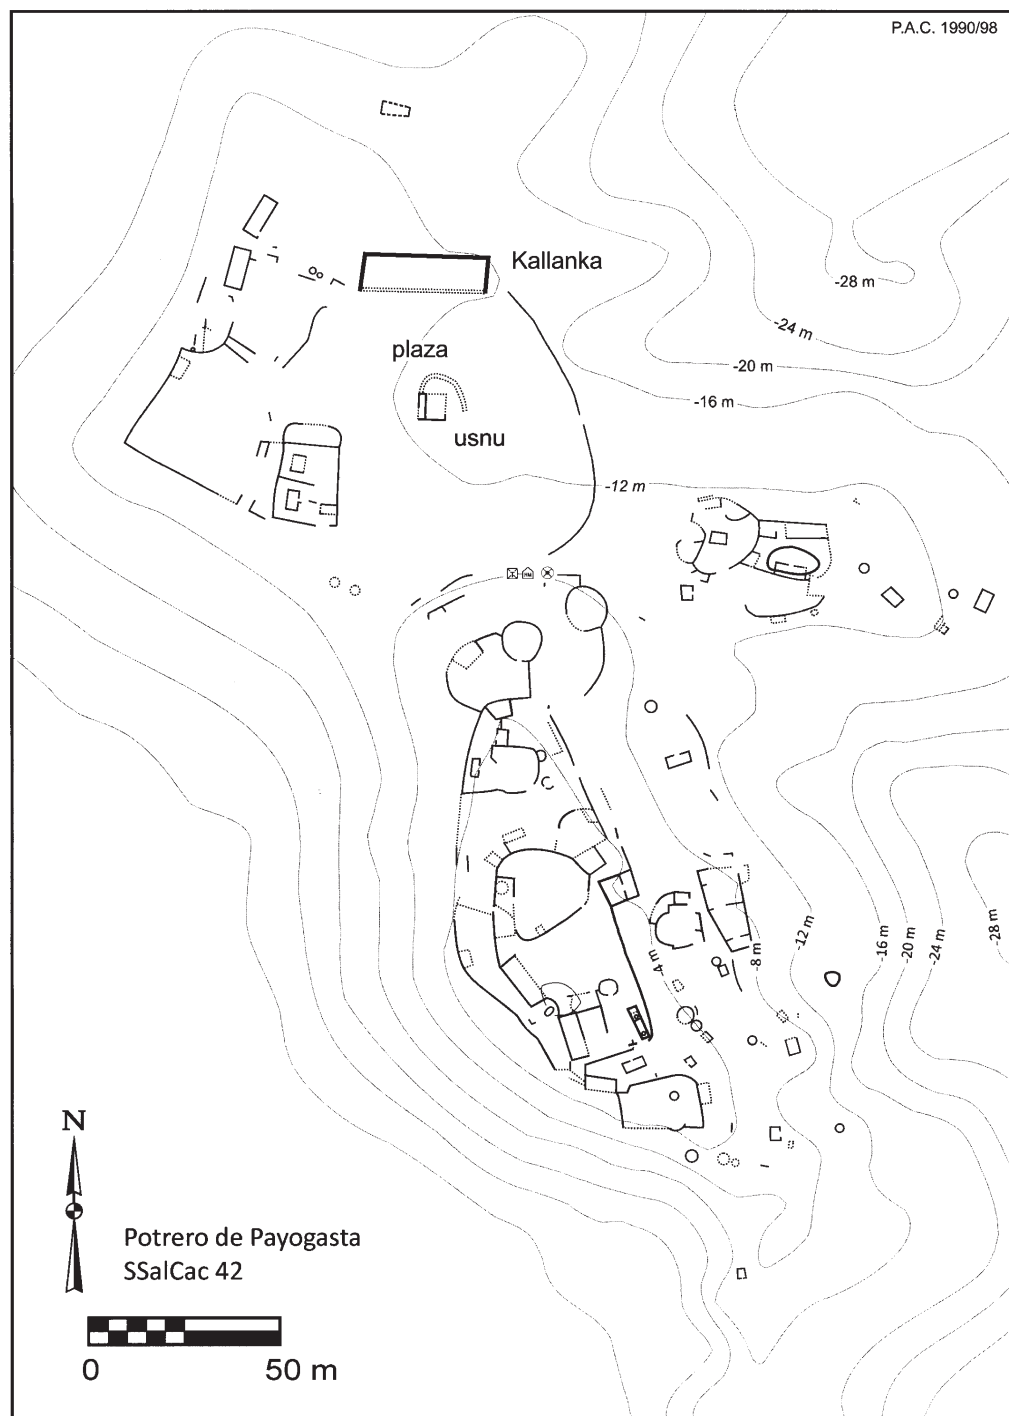 P.A.C. 1990/98
Kallanka
-28 m
-24 m
plaza
-20 m
-16 m
usnu
-12 m
HM
-4 m
-8 m
-12 m
-16 m
-20 m
-24 m
-28 m
N
Potrero de Payogasta
SSalCac 42
0 50 m